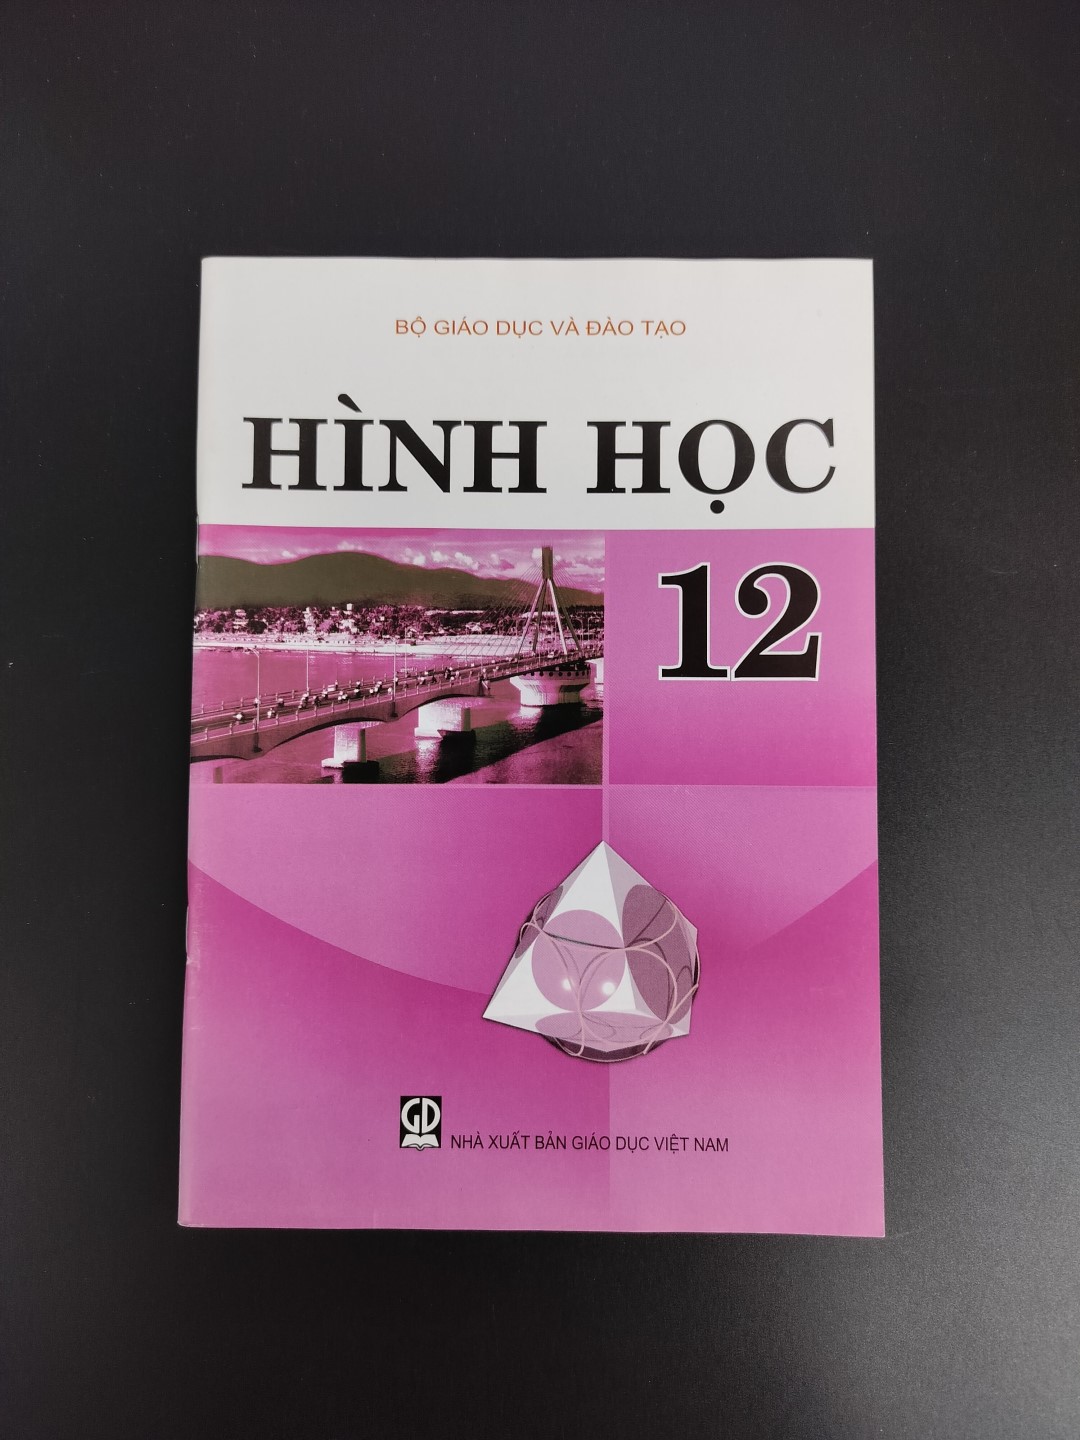 BỘ GIÁO DỤC VÀ ĐÀO TẠO
HÌNH HỌC
12
GD
NHÀ XUẤT BẢN GIÁO DỤC VIỆT NAM